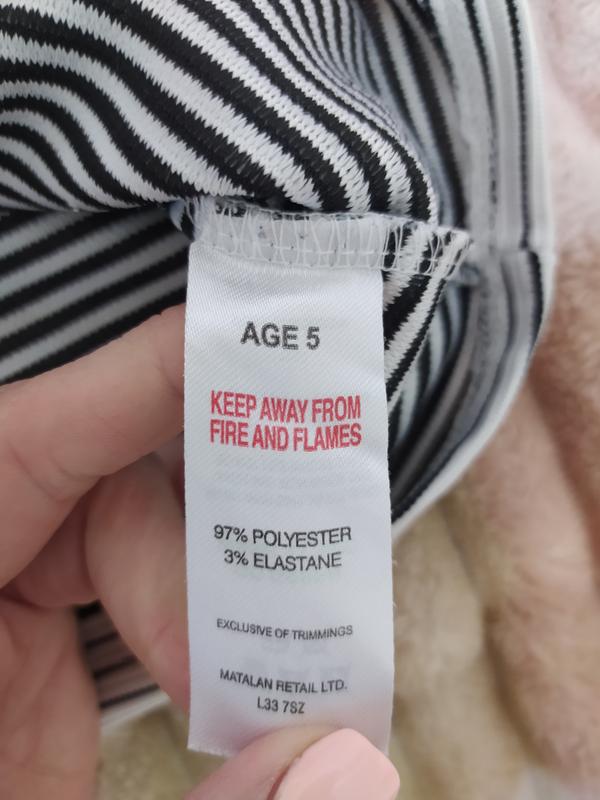 AGE 5
KEEP AWAY FROM
FIRE AND FLAMES
97% POLYESTER
3% ELASTANE
EXCLUSIVE OF TRIMMINGS
MATALAN RETAIL LTD.
L33 7SZ